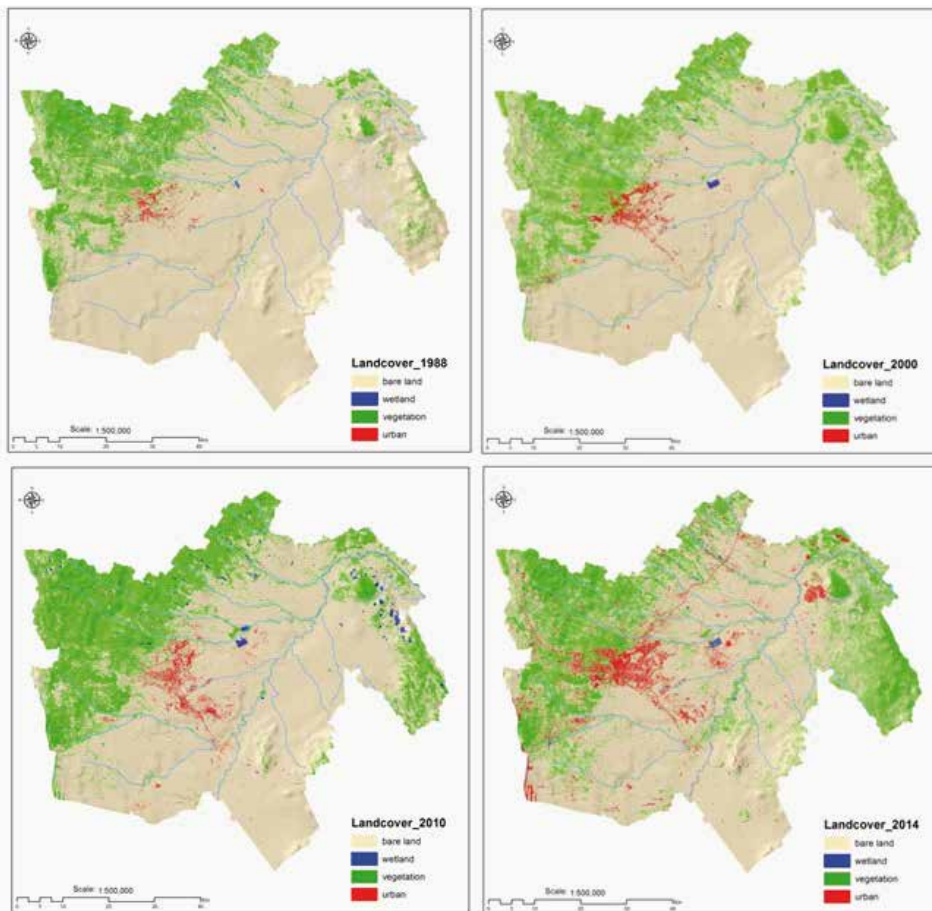 Landcover_1988
bare land
wetland
vegetation
urban
Scale: 1:500,000
Landcover_2000
bare land
wetland
vegetation
urban
Scale: 1:500,000
Landcover_2010
bare land
wetland
vegetation
urban
Scale: 1:500,000
Landcover_2014
bare land
wetland
vegetation
urban
Scale: 1:500,000